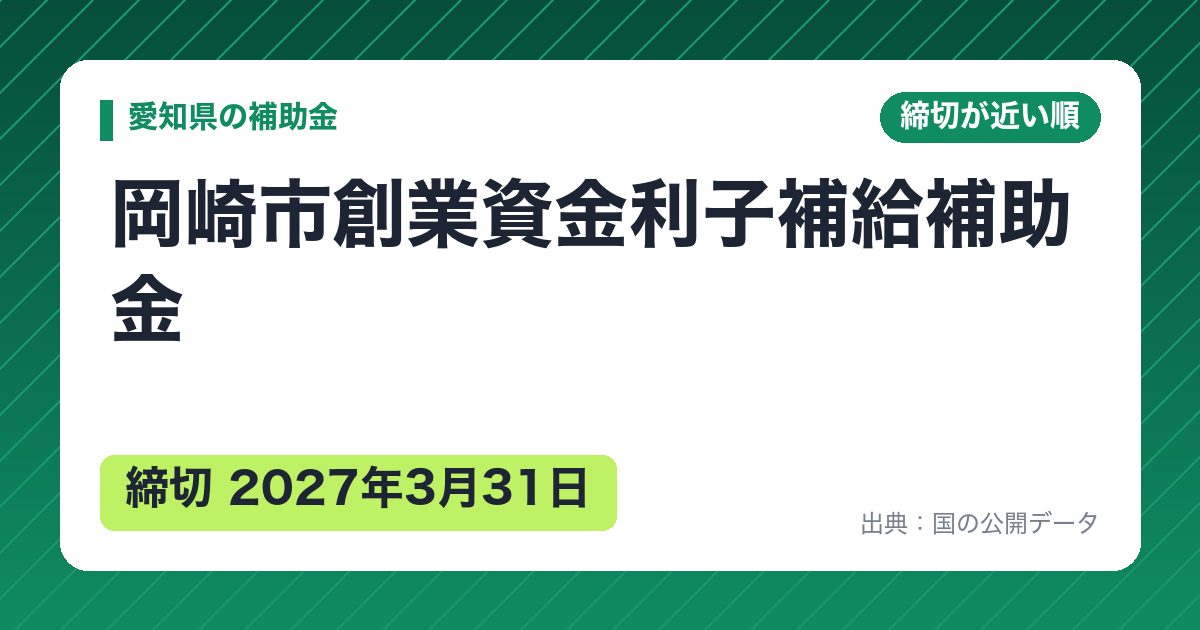 愛知県の補助金
締切が近い順
岡崎市創業資金利子補給補助
金
締切 2027年3月31日
出典：国の公開データ